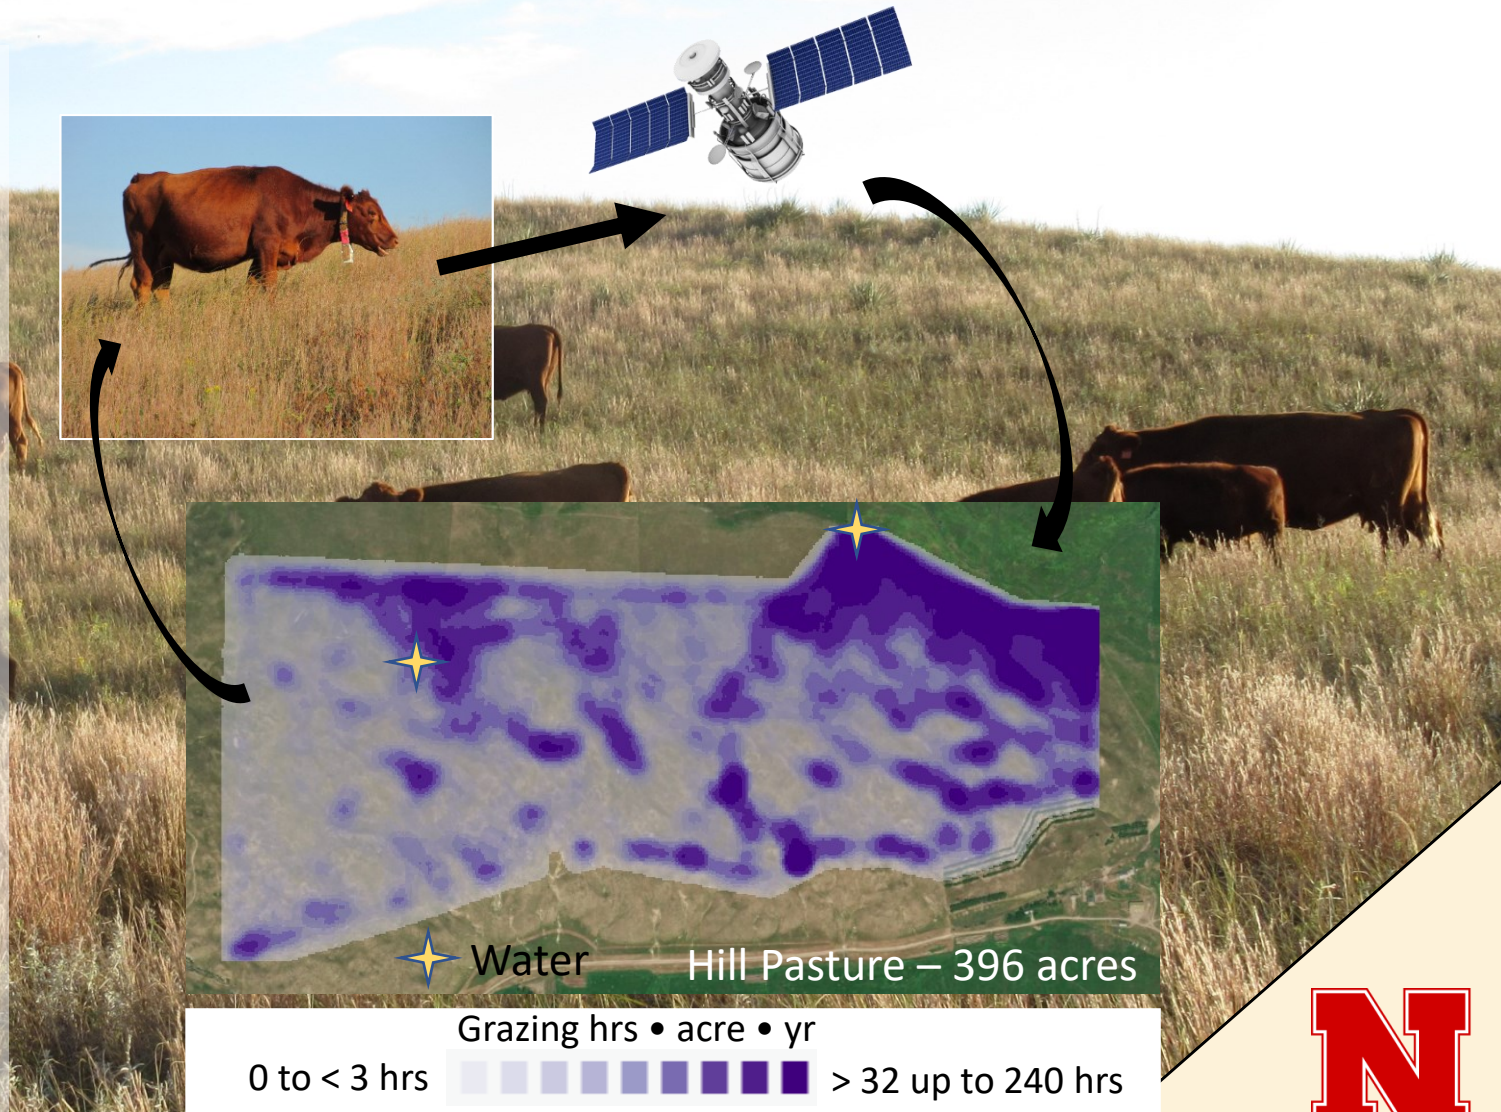 Water
Hill Pasture – 396 acres
Grazing hrs • acre • yr
0 to < 3 hrs
> 32 up to 240 hrs
N